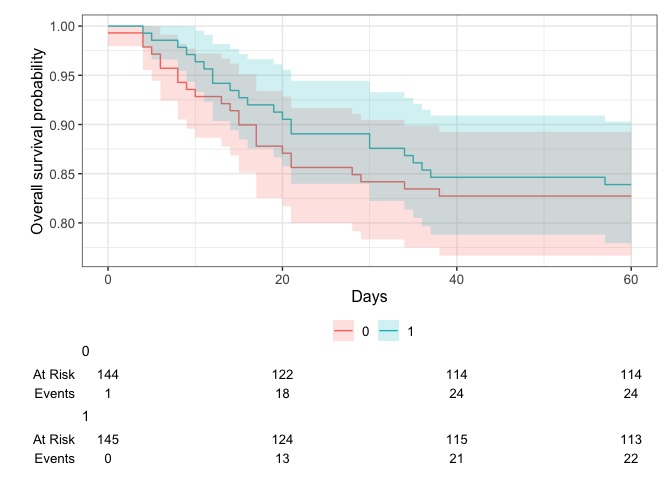 1.00
0.95
0.90
0.85
0.80
Overall survival probability
0 20 40 60
Days
0 1
0
At Risk 144 122 114 114
Events 1 18 24 24
1
At Risk 145 124 115 113
Events 0 13 21 22